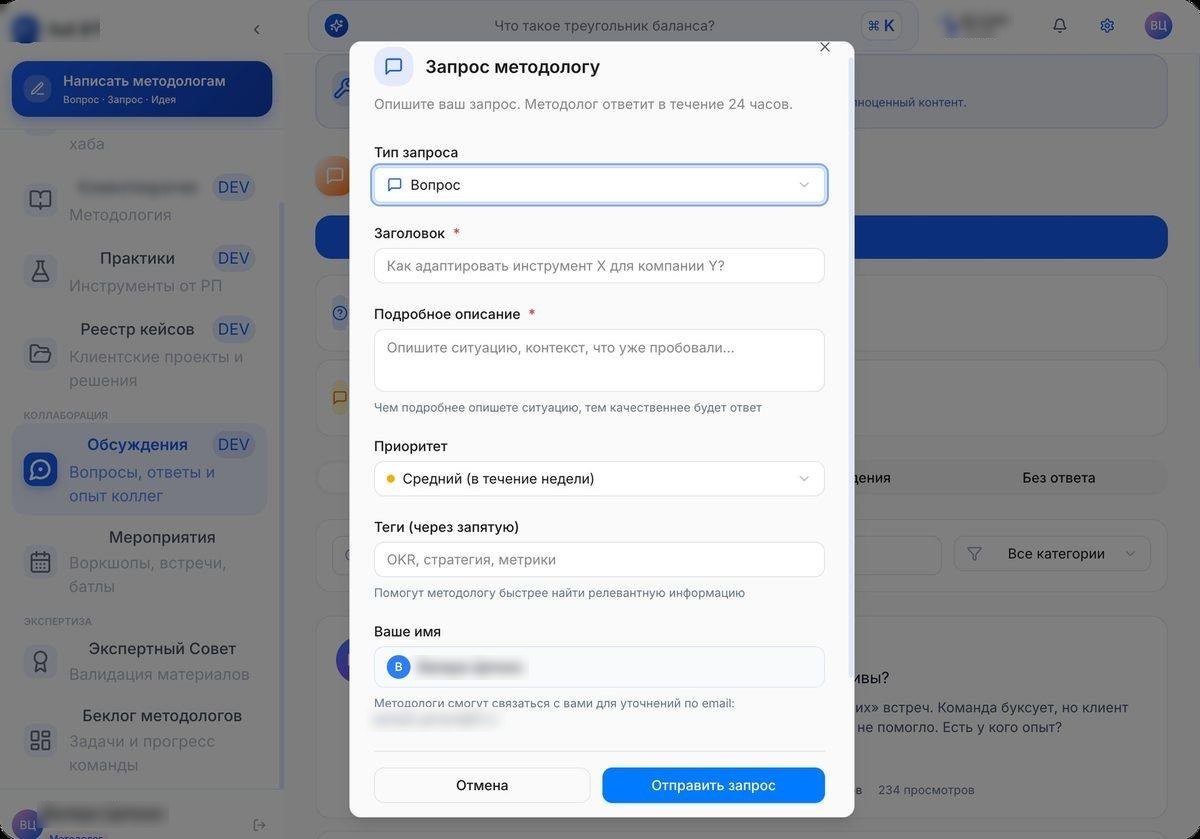 Что такое треугольник баланса?
⌘ K
ВЦ
Написать методологам
Вопрос · Запрос · Идея
хаба
DEV
Методология
Практики DEV
Инструменты от РП
Реестр кейсов DEV
Клиентские проекты и
решения
КОЛЛАБОРАЦИЯ
Обсуждения DEV
Вопросы, ответы и
опыт коллег
Мероприятия
Воркшопы, встречи,
батлы
ЭКСПЕРТИЗА
Экспертный Совет
Валидация материалов
Беклог методологов
Задачи и прогресс
команды
ВЦ
Методолог
Запрос методологу
Опишите ваш запрос. Методолог ответит в течение 24 часов.
Тип запроса
Вопрос
Заголовок *
Как адаптировать инструмент X для компании Y?
Подробное описание *
Опишите ситуацию, контекст, что уже пробовали...
Чем подробнее опишете ситуацию, тем качественнее будет ответ
Приоритет
Средний (в течение недели)
Теги (через запятую)
OKR, стратегия, метрики
Помогут методологу быстрее найти релевантную информацию
Ваше имя
В
Методологи смогут связаться с вами для уточнений по email:
Отмена
Отправить запрос
контент.
Без ответа
Все категории
их» встреч. Команда буксует, но клиент
не помогло. Есть у кого опыт?
234 просмотров